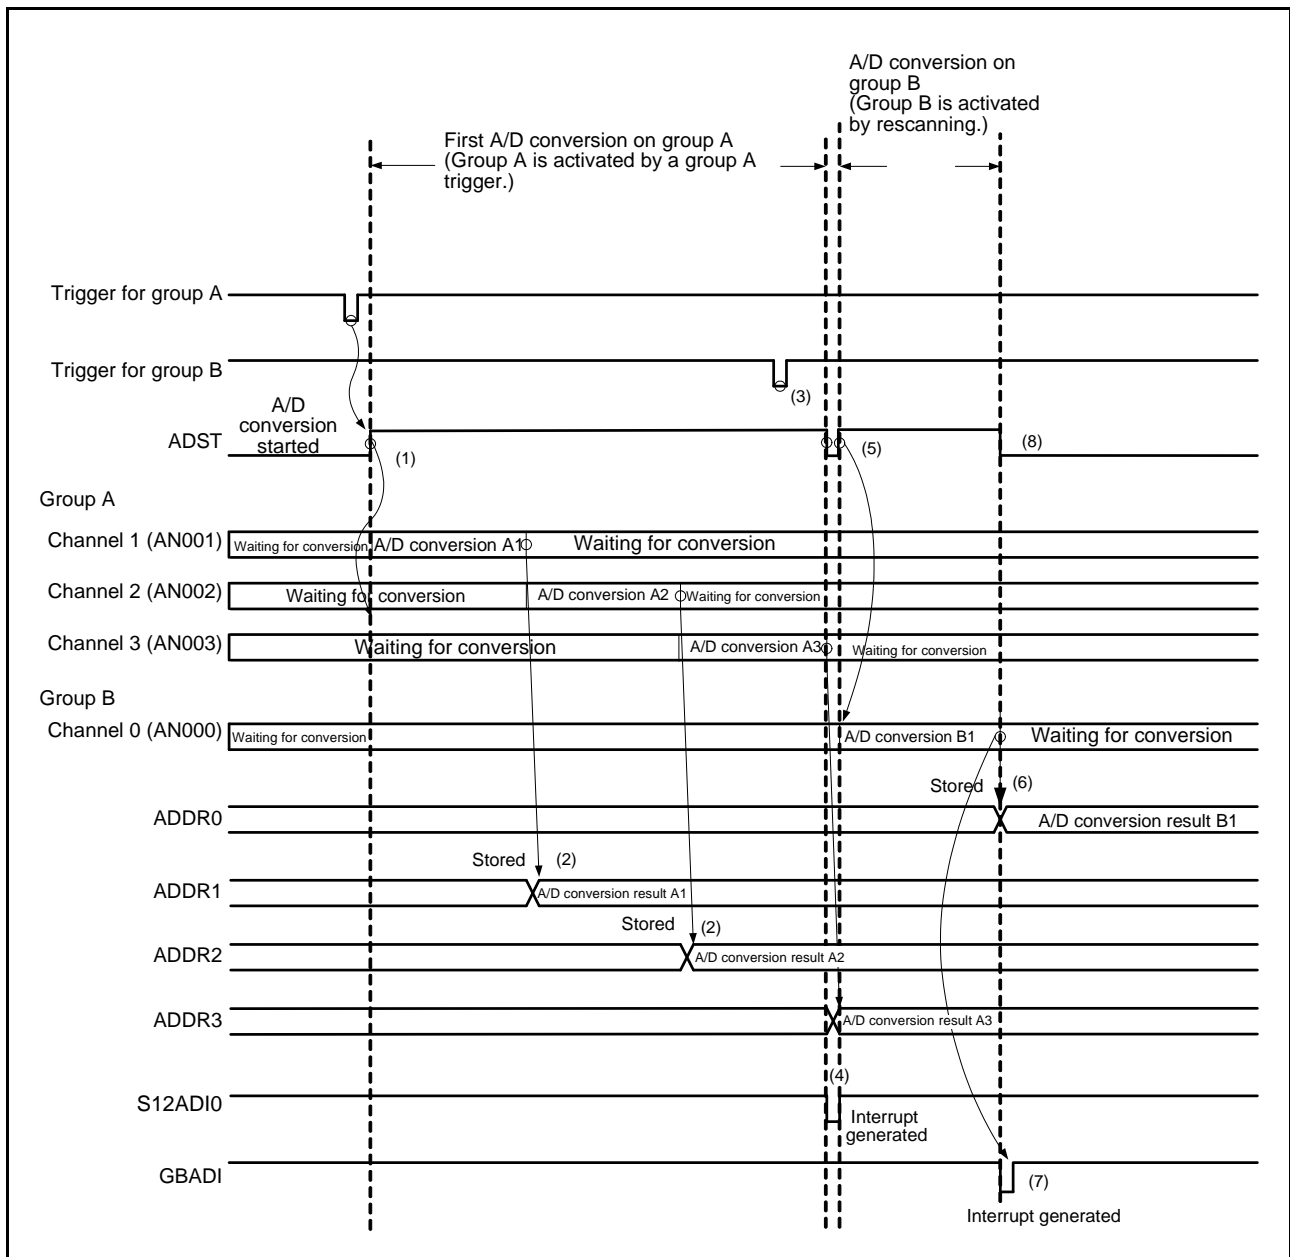 A/D conversion on
group B
(Group B is activated
by rescanning.)
First A/D conversion on group A
(Group A is activated by a group A
trigger.)
Trigger for group A
Trigger for group B
(3)
A/D
conversion
started
ADST
(1)
(5)
(8)
Group A
Channel 1 (AN001)
Waiting for conversion
A/D conversion A1
Waiting for conversion
Channel 2 (AN002)
Waiting for conversion
A/D conversion A2
Waiting for conversion
Channel 3 (AN003)
Waiting for conversion
A/D conversion A3
Waiting for conversion
Group B
Channel 0 (AN000)
Waiting for conversion
A/D conversion B1
Waiting for conversion
Stored
(6)
ADDR0
A/D conversion result B1
Stored
(2)
ADDR1
A/D conversion result A1
Stored
(2)
ADDR2
A/D conversion result A2
ADDR3
A/D conversion result A3
(4)
S12ADI0
Interrupt
generated
GBADI
(7)
Interrupt generated